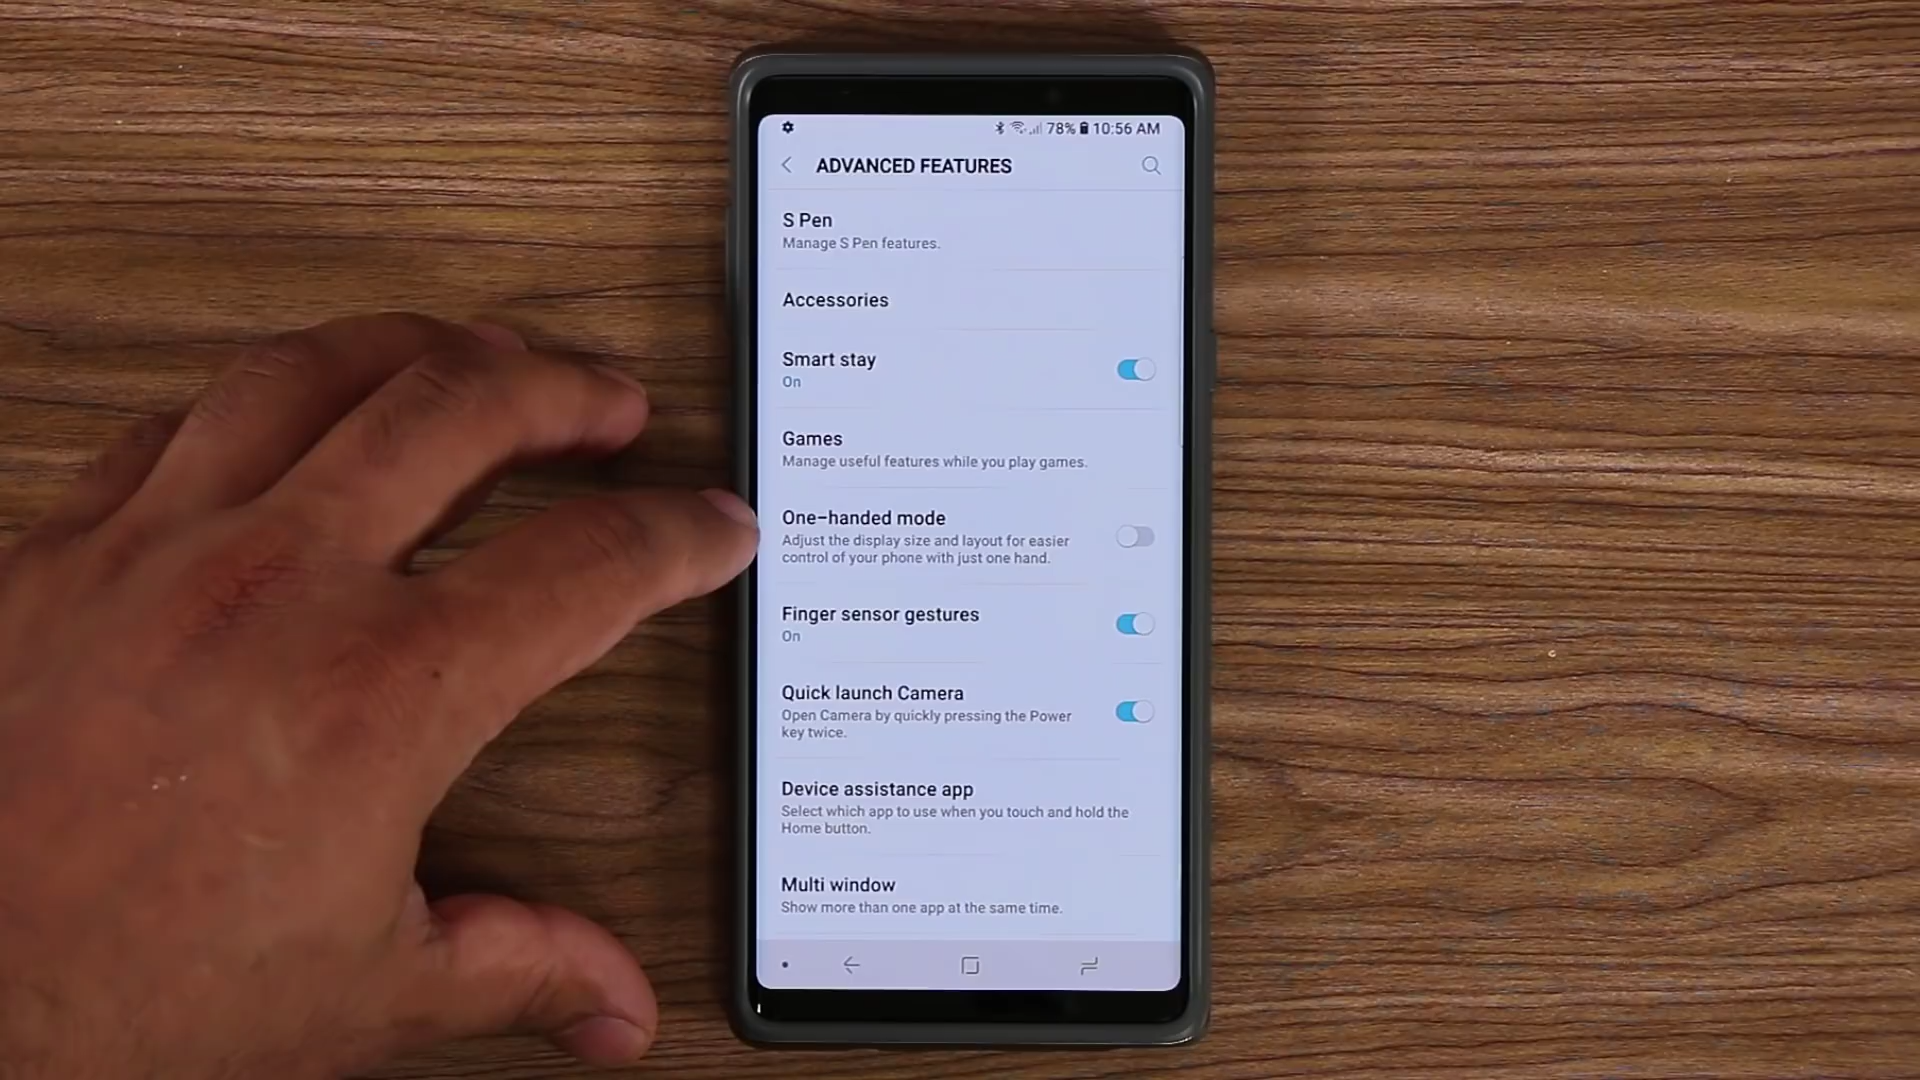 78% 10:56 AM
ADVANCED FEATURES
S Pen
Manage S Pen features.
Accessories
Smart stay
On
Games
Manage useful features while you play games.
One-handed mode
Adjust the display size and layout for easier
control of your phone with just one hand.
Finger sensor gestures
On
Quick launch Camera
Open Camera by quickly pressing the Power
key twice.
Device assistance app
Select which app to use when you touch and hold the
Home button.
Multi window
Show more than one app at the same time.